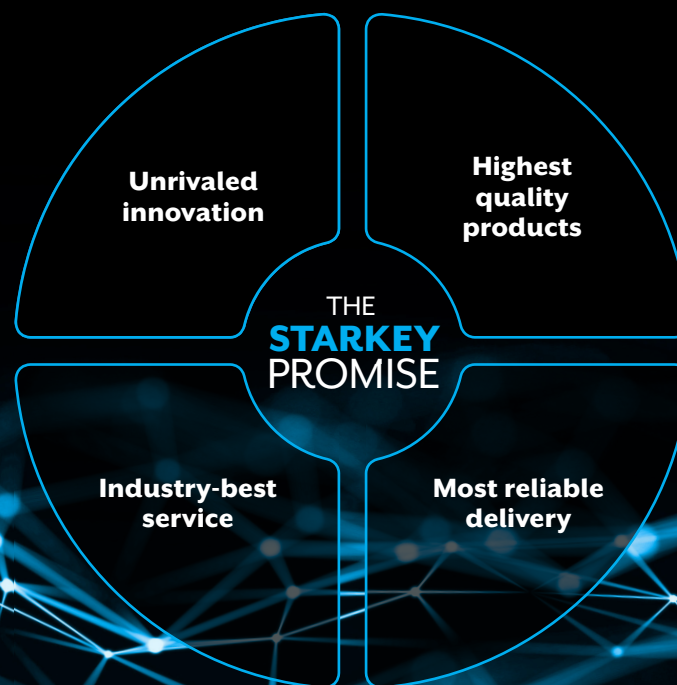 Unrivaled
innovation
Highest
quality
products
THE
STARKEY
PROMISE
Industry-best
service
Most reliable
delivery